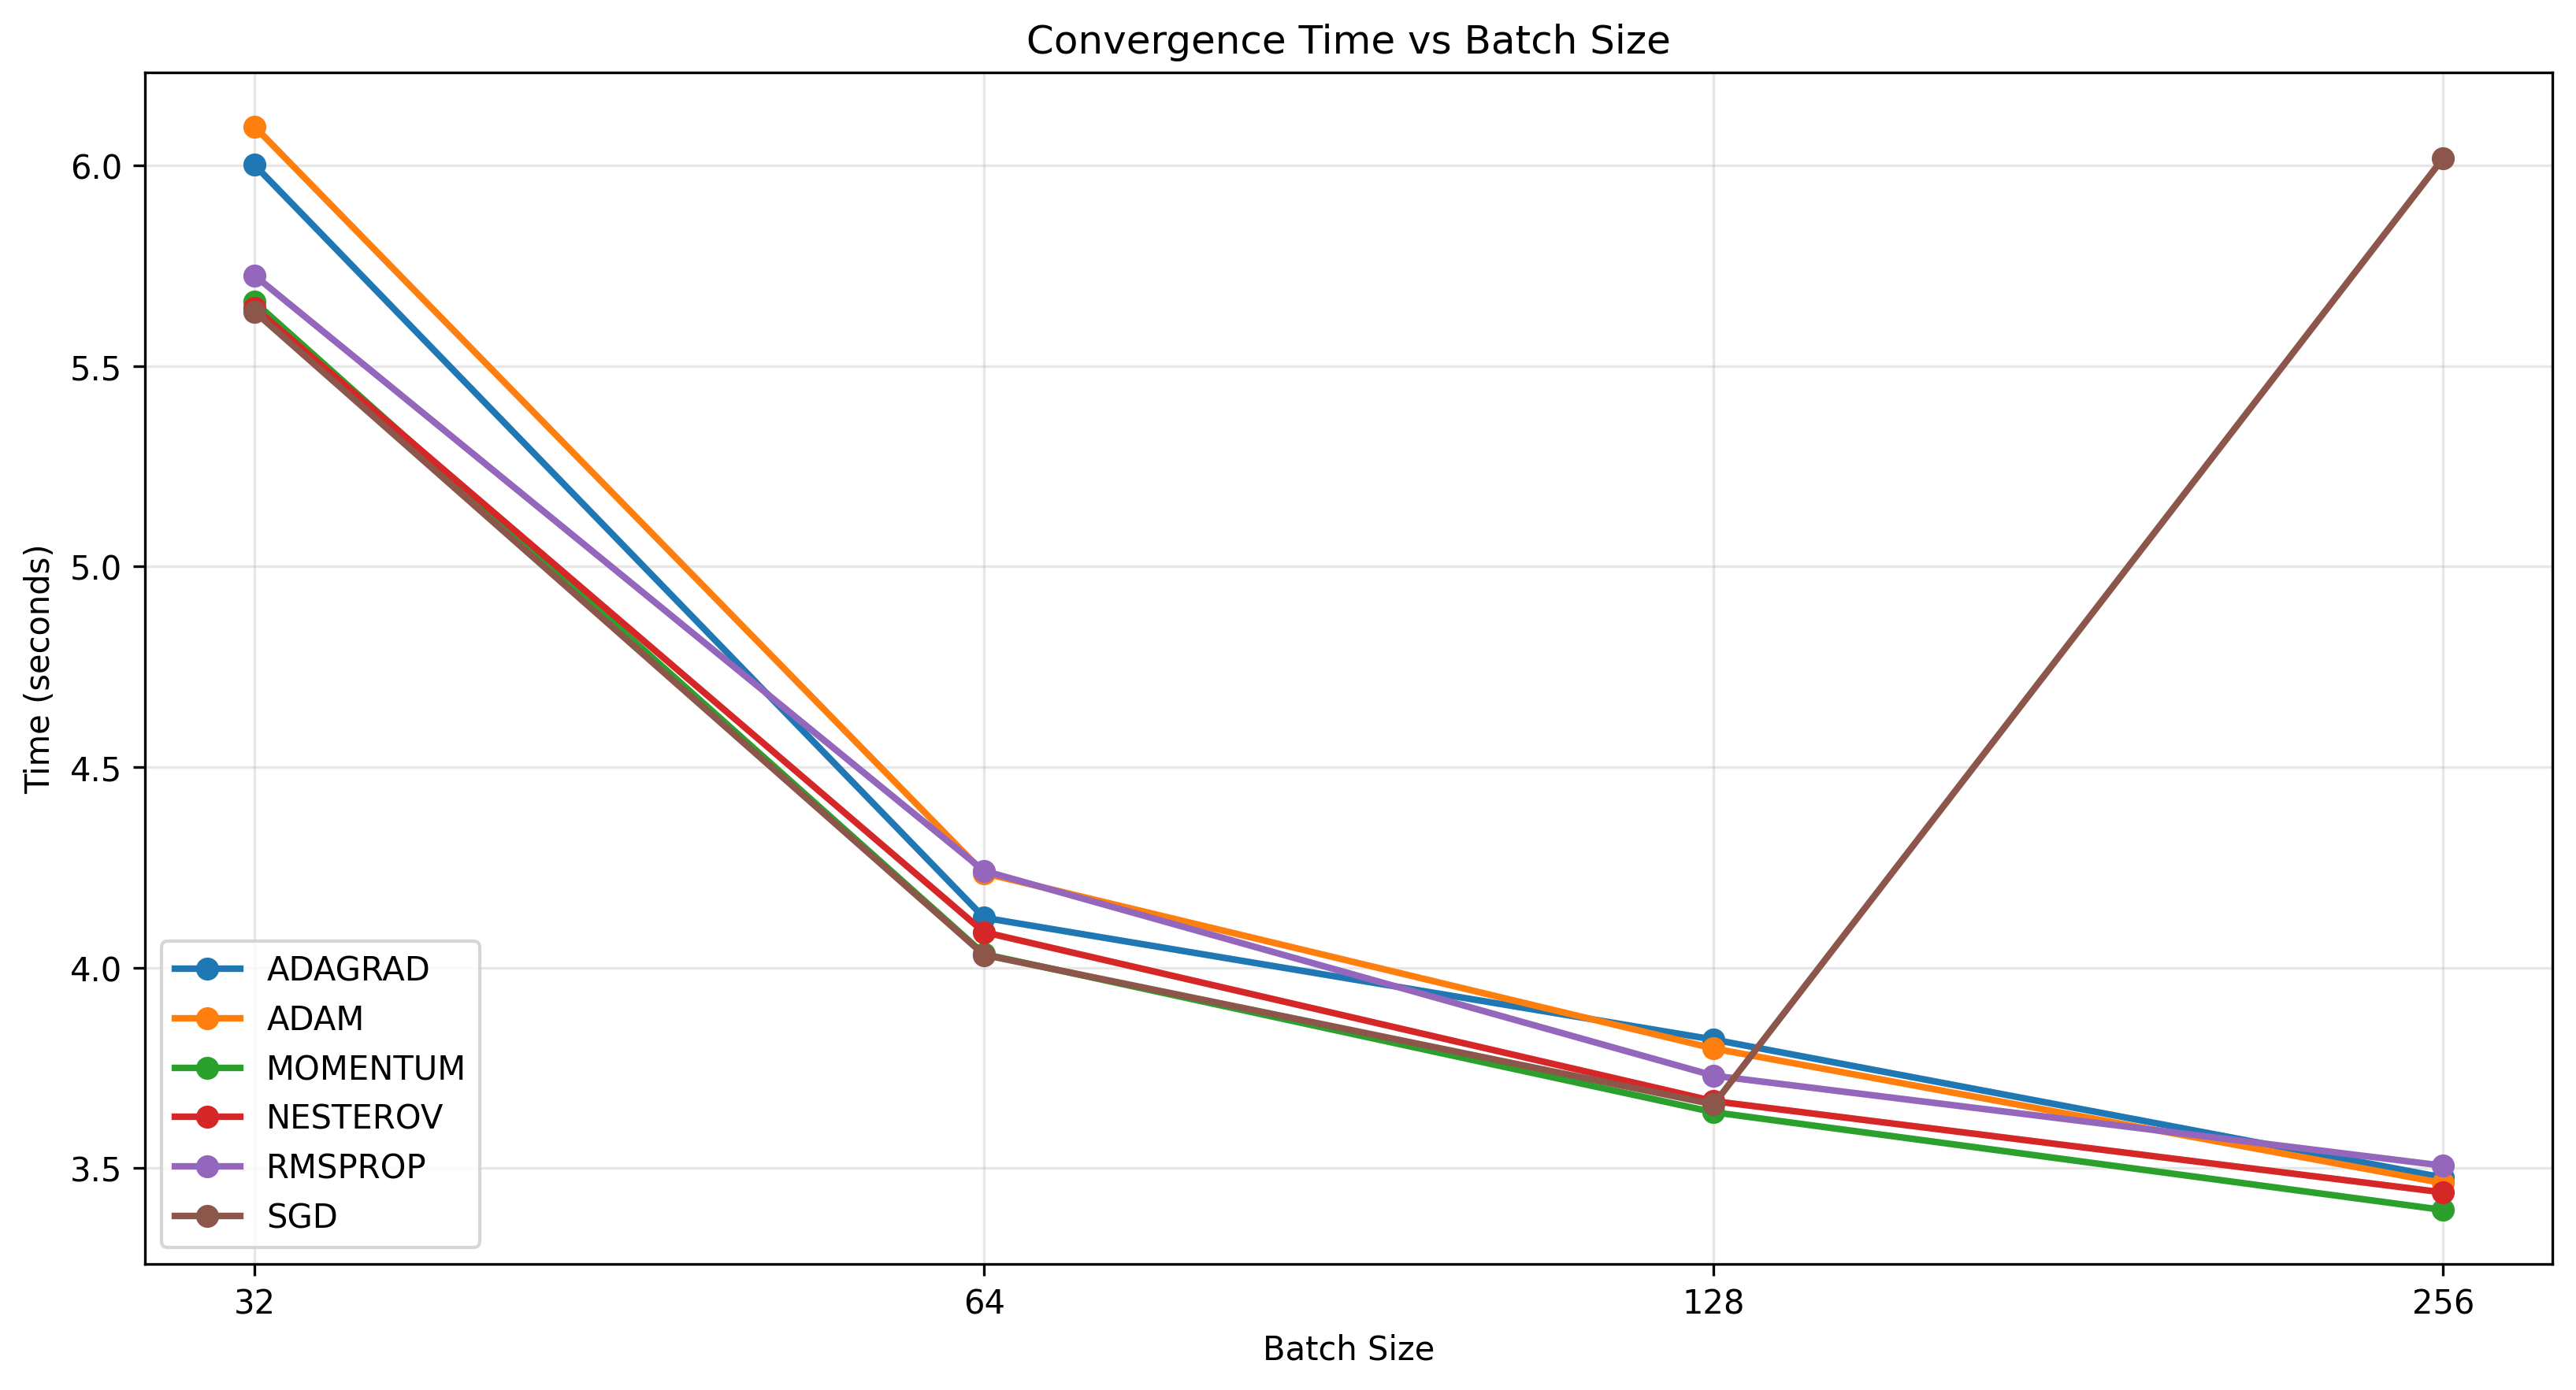 Convergence Time vs Batch Size
Time (seconds)
6.0
5.5
5.0
4.5
4.0
3.5
ADAGRAD
ADAM
MOMENTUM
NESTEROV
RMSPROP
SGD
32
64
128
256
Batch Size